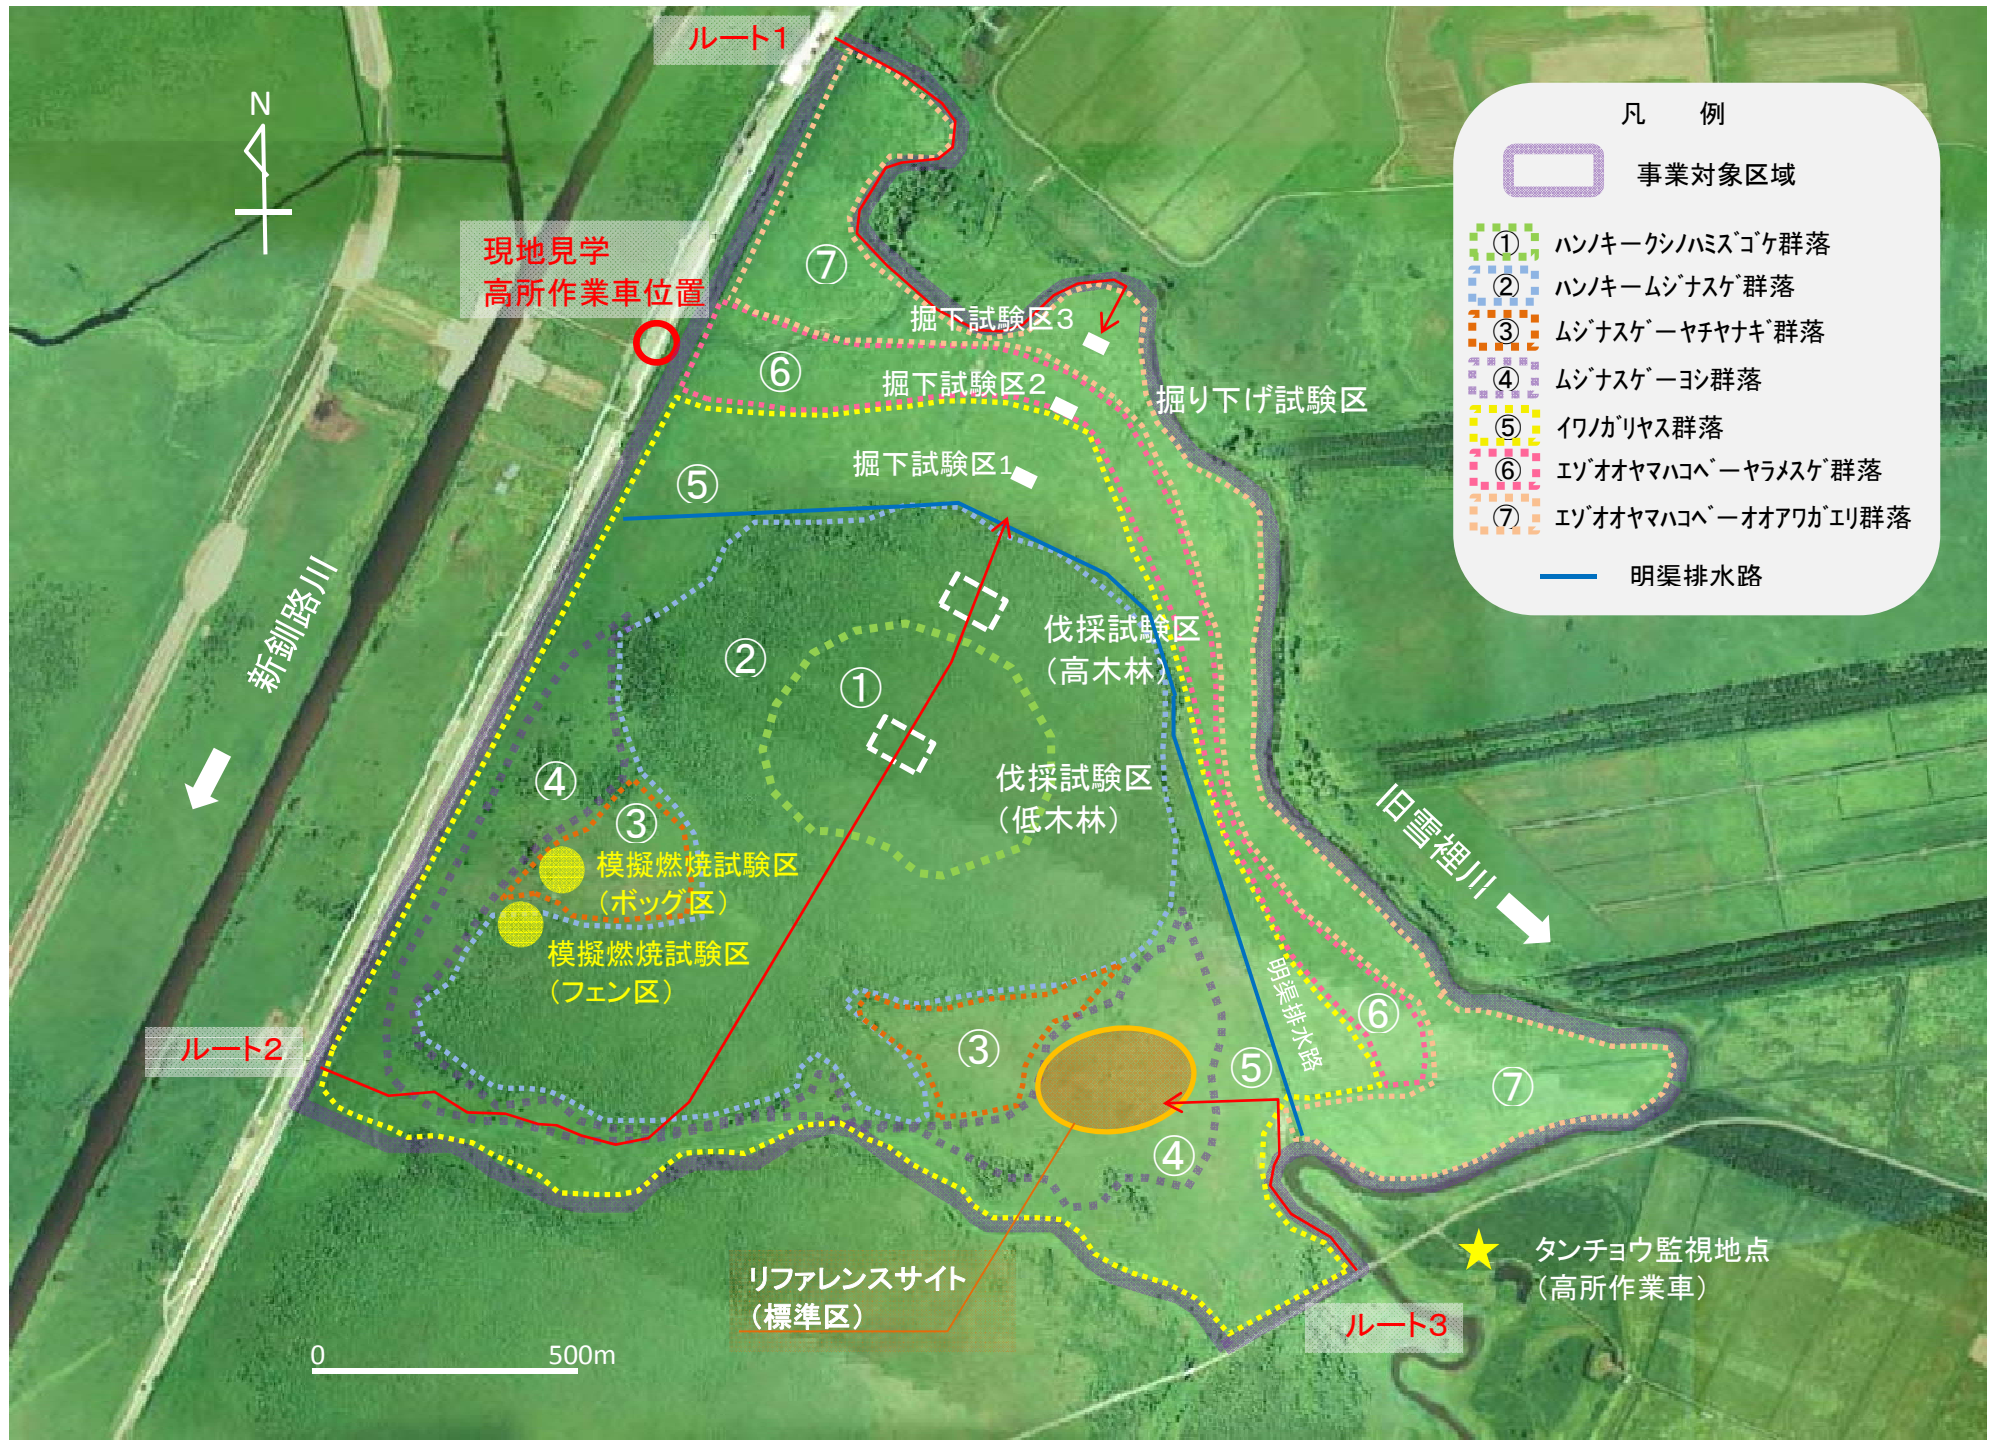 ルート1
N
現地見学
高所作業車位置
凡　例
事業対象区域
① ハンノキークシノハミズゴケ群落
② ハンノキームジナスゲ群落
③ ムジナスゲーヤチヤナギ群落
④ ムジナスゲーヨシ群落
⑤ イワノガリヤス群落
⑥ エゾオオヤマハコベーヤラメスゲ群落
⑦ エゾオオヤマハコベーオオアワガエリ群落
明渠排水路
⑦
掘下試験区3
⑥
掘下試験区2
掘り下げ試験区
掘下試験区1
⑤
新釧路川
伐採試験区
（高木林）
②
①
伐採試験区
（低木林）
④
③
模擬燃焼試験区
（ボッグ区）
模擬燃焼試験区
（フェン区）
旧雪裡川
明渠排水路
⑥
ルート2
③
⑤
⑦
④
リファレンスサイト
（標準区）
タンチョウ監視地点
（高所作業車）
ルート3
0 500m